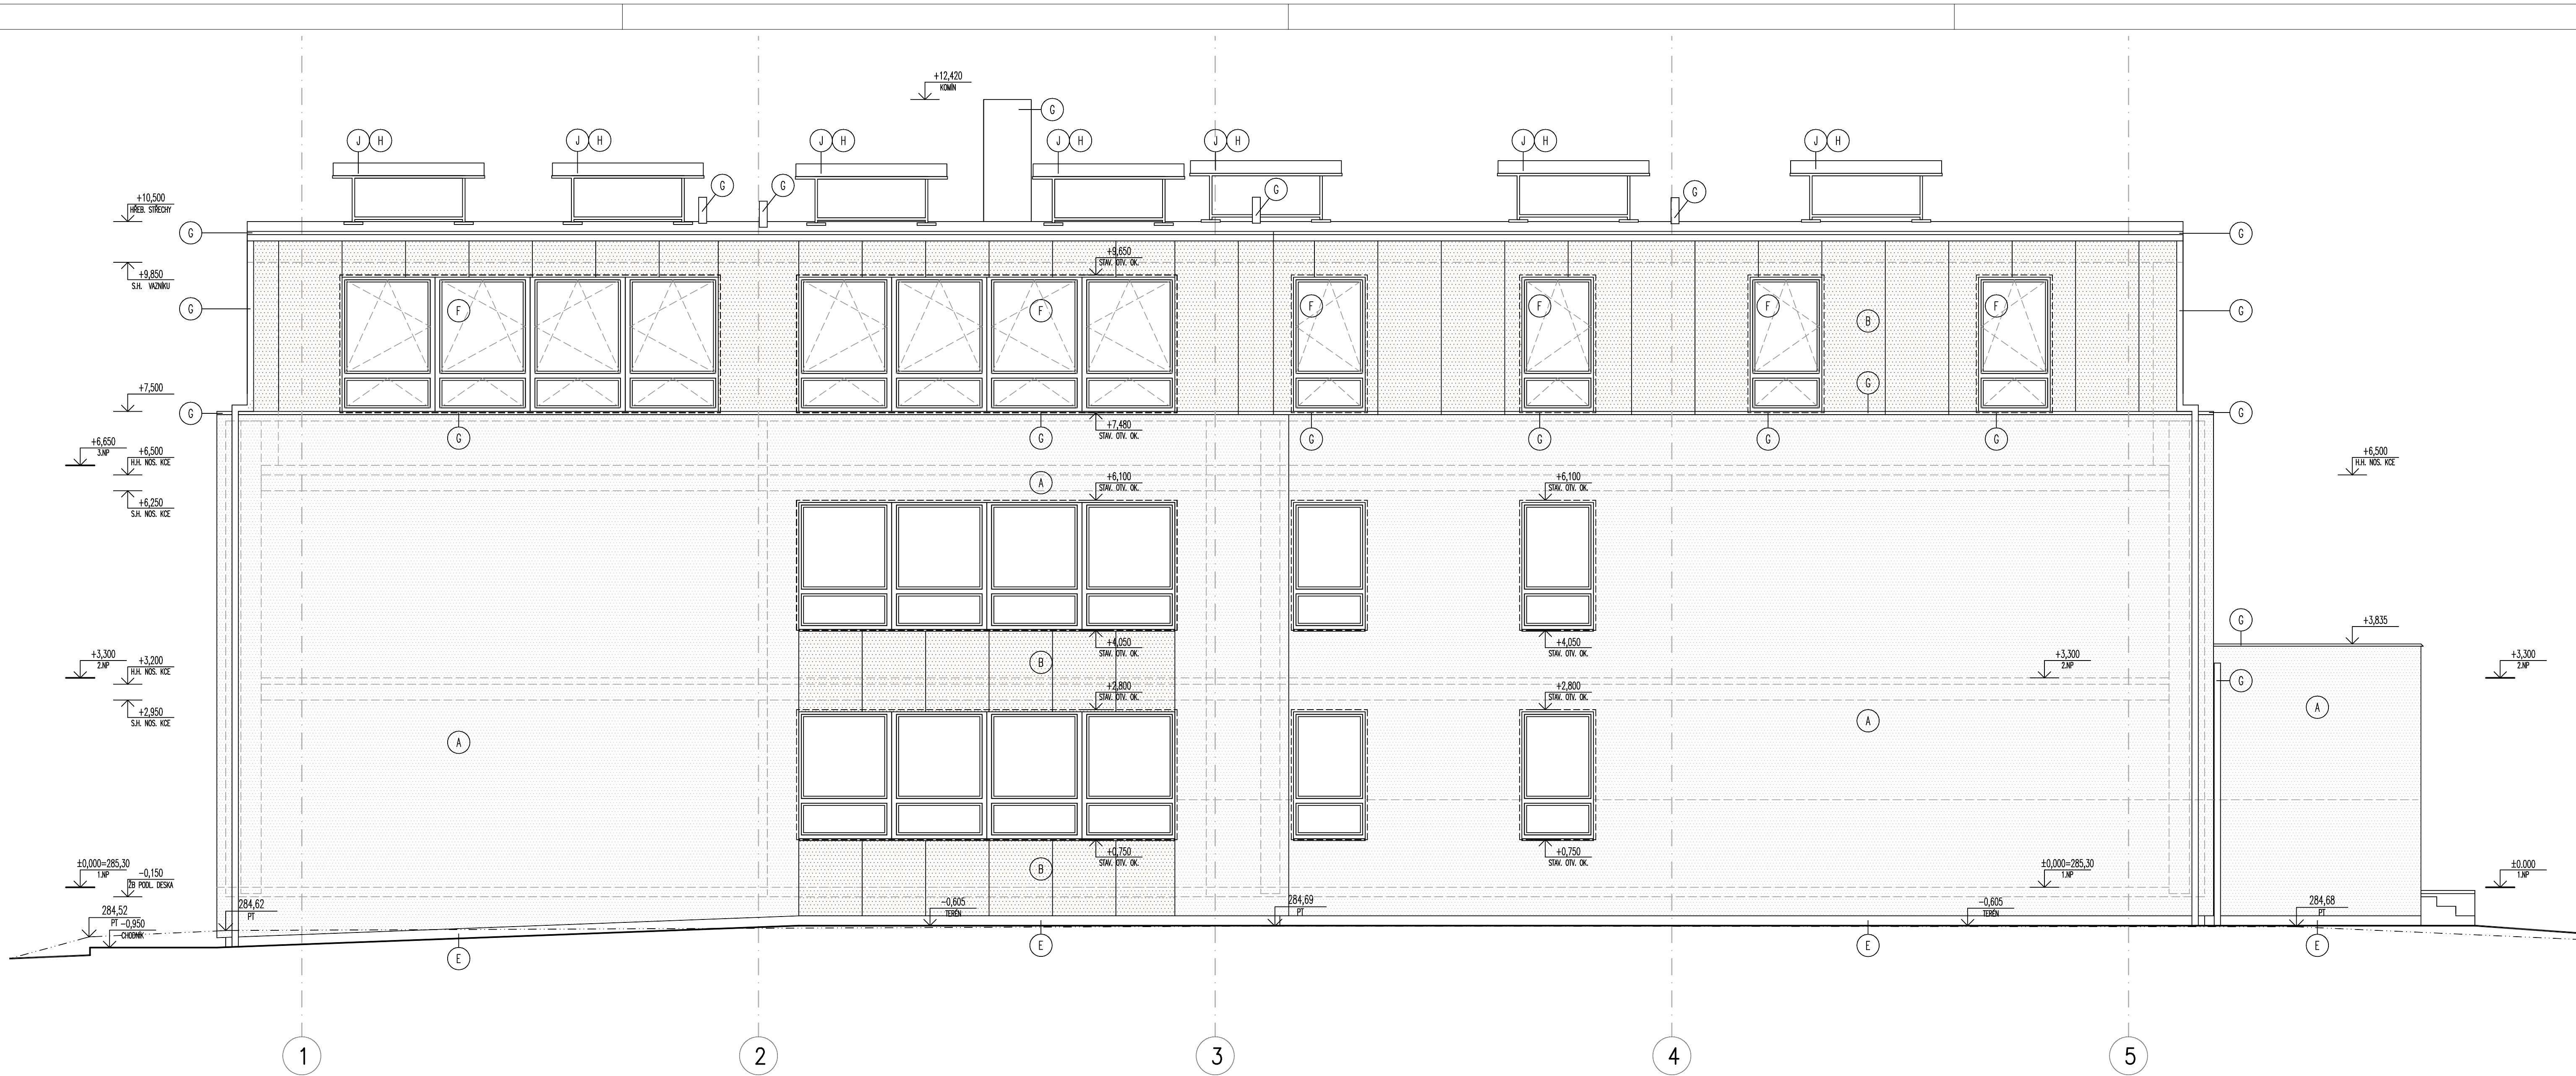 +12,420
KOMÍN
G
J H
J H
J H
J H
J H
J H
J H
G
G
G
G
+10,500
HŘEB. STŘECHY
G
G
+9,650
STAV. OTV. OK.
+9,850
S.H. VAZNÍKU
G
F
F
F
F
F
F
B
G
+7,500
G
G
G
+7,480
STAV. OTV. OK.
G
G
G
G
G
G
+6,650
3.NP
+6,500
H.H. NOS. KCE
+6,500
H.H. NOS. KCE
A
+6,100
STAV. OTV. OK.
+6,100
STAV. OTV. OK.
+6,250
S.H. NOS. KCE
G
+3,835
+4,050
STAV. OTV. OK.
+4,050
STAV. OTV. OK.
+3,300
2.NP
+3,200
H.H. NOS. KCE
B
+3,300
2.NP
+3,300
2.NP
G
+2,800
STAV. OTV. OK.
+2,800
STAV. OTV. OK.
+2,950
S.H. NOS. KCE
A
A
A
+0,750
STAV. OTV. OK.
+0,750
STAV. OTV. OK.
±0,000=285,30
1.NP
-0,150
ŽB PODL. DESKA
B
±0,000=285,30
1.NP
±0,000
1.NP
284,52
PT
-0,950
CHODNÍK
284,62
PT
-0,605
TERÉN
284,69
PT
-0,605
TERÉN
284,68
PT
E
E
E
E
1 2 3 4 5